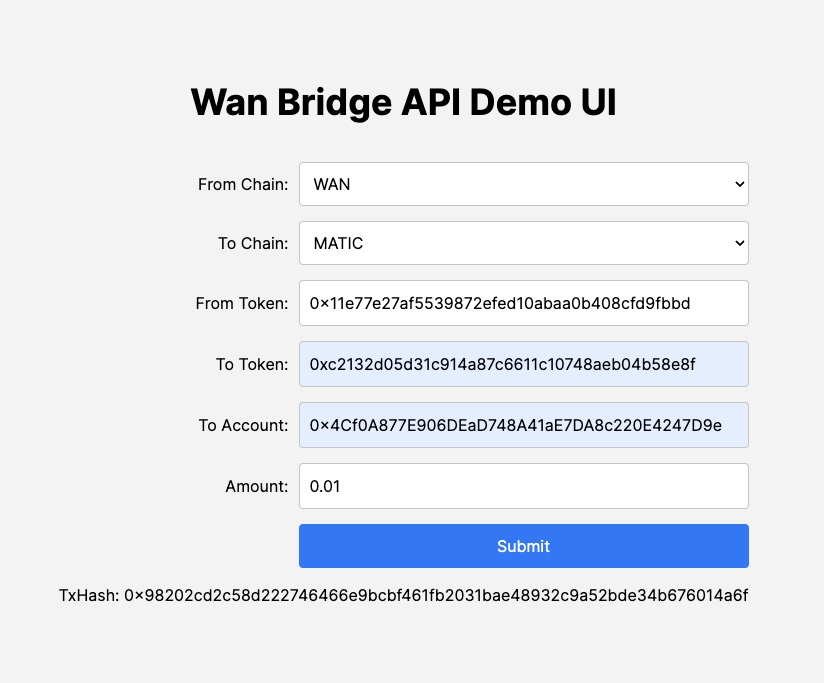 Wan Bridge API Demo UI
From Chain: WAN
To Chain: MATIC
From Token: 0x11e77e27af5539872efed10abaa0b408cfd9fbbd
To Token: 0xc2132d05d31c914a87c6611c10748aeb04b58e8f
To Account: 0x4Cf0A877E906DEaD748A41aE7DA8c220E4247D9e
Amount: 0.01
Submit
TxHash: 0x98202cd2c58d222746466e9bcbf461fb2031bae48932c9a52bde34b676014a6f